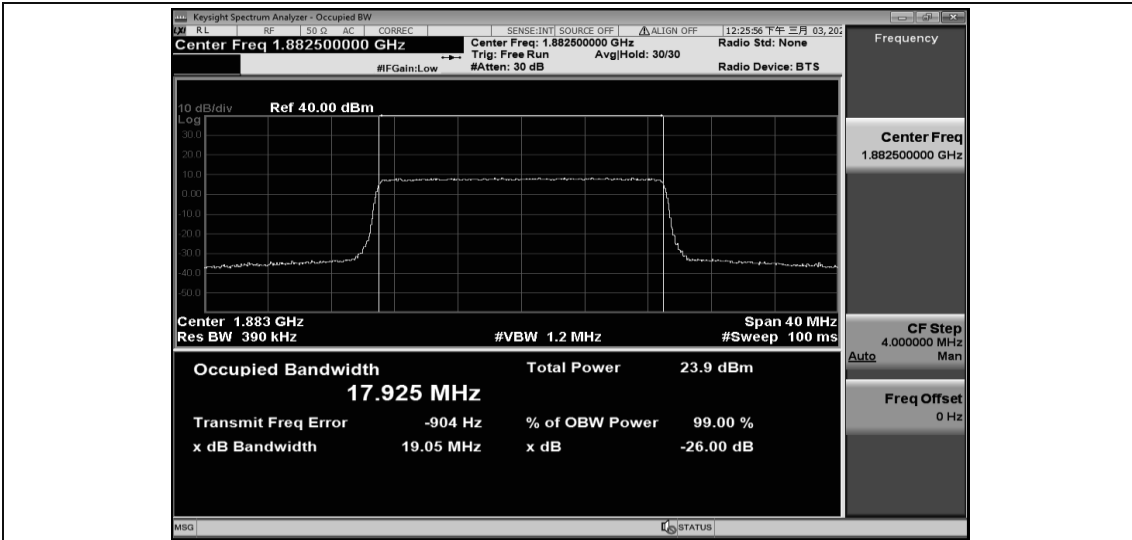 Keysight Spectrum Analyzer - Occupied BW
LXI RL RF 50 Ω AC CORREC SENSE:INT SOURCE OFF ALIGN OFF 12:25:56 下午 三月 03, 202
Center Freq 1.882500000 GHz
Center Freq: 1.882500000 GHz Radio Std: None
Trig: Free Run Avg|Hold: 30/30
#IFGain:Low #Atten: 30 dB Radio Device: BTS
10 dB/div Ref 40.00 dBm
Log
30.0
20.0
10.0
0.00
-10.0
-20.0
-30.0
-40.0
-50.0
Center 1.883 GHz Span 40 MHz
Res BW 390 kHz #VBW 1.2 MHz #Sweep 100 ms
Occupied Bandwidth Total Power 23.9 dBm
17.925 MHz
Transmit Freq Error -904 Hz % of OBW Power 99.00 %
x dB Bandwidth 19.05 MHz x dB -26.00 dB
MSG STATUS
Frequency
Center Freq
1.882500000 GHz
CF Step
4.000000 MHz
Auto Man
Freq Offset
0 Hz